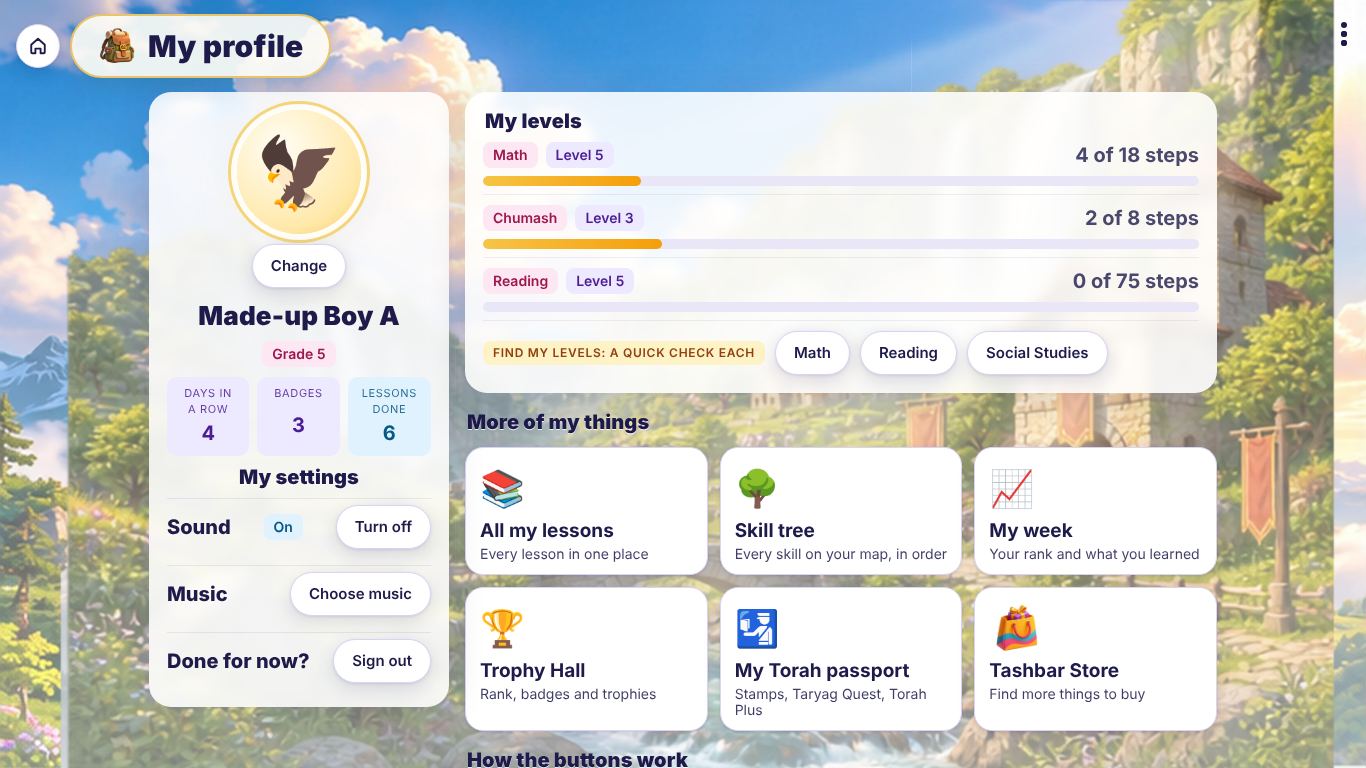 My profile
Change
Made-up Boy A
Grade 5
DAYS IN
A ROW
4
BADGES
3
LESSONS
DONE
6
My settings
Sound
On
Turn off
Music
Choose music
Done for now?
Sign out
My levels
Math
Level 5
4 of 18 steps
Chumash
Level 3
2 of 8 steps
Reading
Level 5
0 of 75 steps
FIND MY LEVELS: A QUICK CHECK EACH
Math
Reading
Social Studies
More of my things
All my lessons
Every lesson in one place
Skill tree
Every skill on your map, in order
My week
Your rank and what you learned
Trophy Hall
Rank, badges and trophies
My Torah passport
Stamps, Taryag Quest, Torah
Plus
Tashbar Store
Find more things to buy
How the buttons work